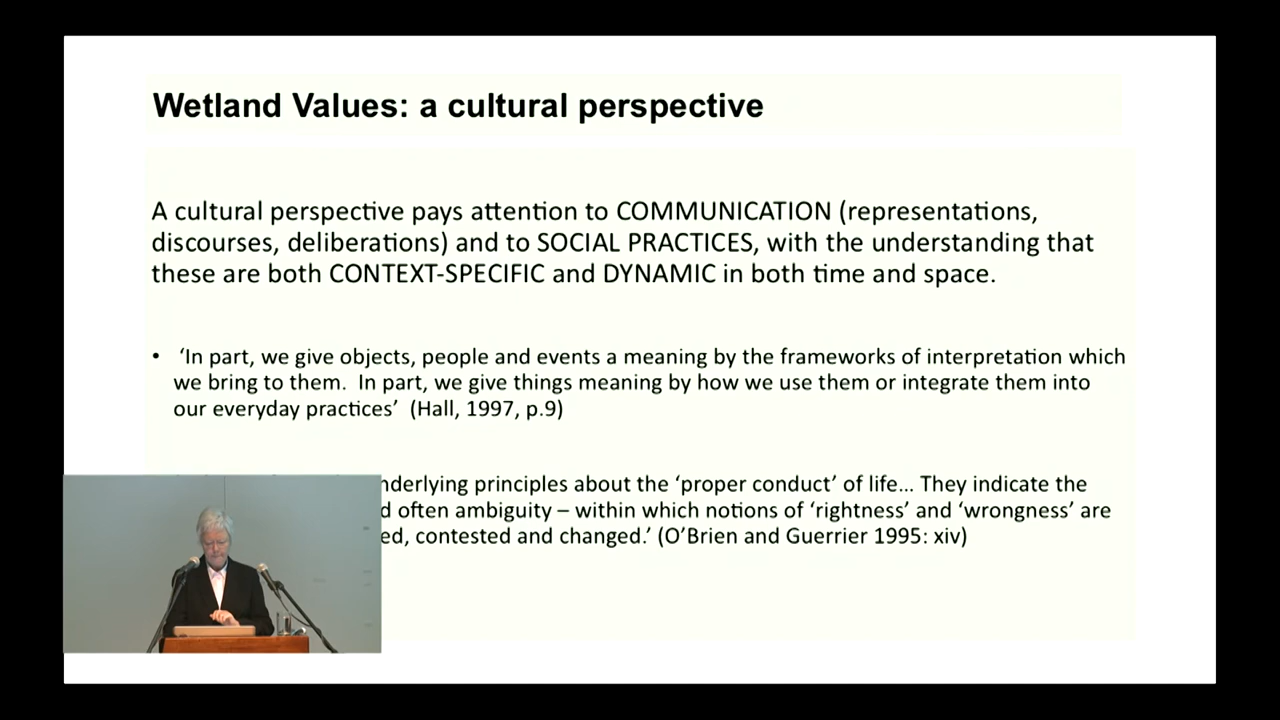 Wetland Values: a cultural perspective
A cultural perspective pays attention to COMMUNICATION (representations,
discourses, deliberations) and to SOCIAL PRACTICES, with the understanding that
these are both CONTEXT-SPECIFIC and DYNAMIC in both time and space.
• ‘In part, we give objects, people and events a meaning by the frameworks of interpretation which
we bring to them. In part, we give things meaning by how we use them or integrate them into
our everyday practices’ (Hall, 1997, p.9)
principles about the ‘proper conduct’ of life... They indicate the
often ambiguity – within which notions of ‘rightness’ and ‘wrongness’ are
contested and changed.’ (O’Brien and Guerrier 1995: xiv)